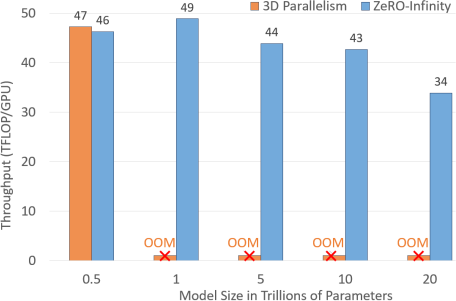 3D Parallelism ZeRO-Infinity
50
40
30
20
10
0
Throughput (TFLOP/GPU)
47 46 49 44 43 34
OOM OOM OOM OOM
0.5 1 5 10 20
Model Size in Trillions of Parameters